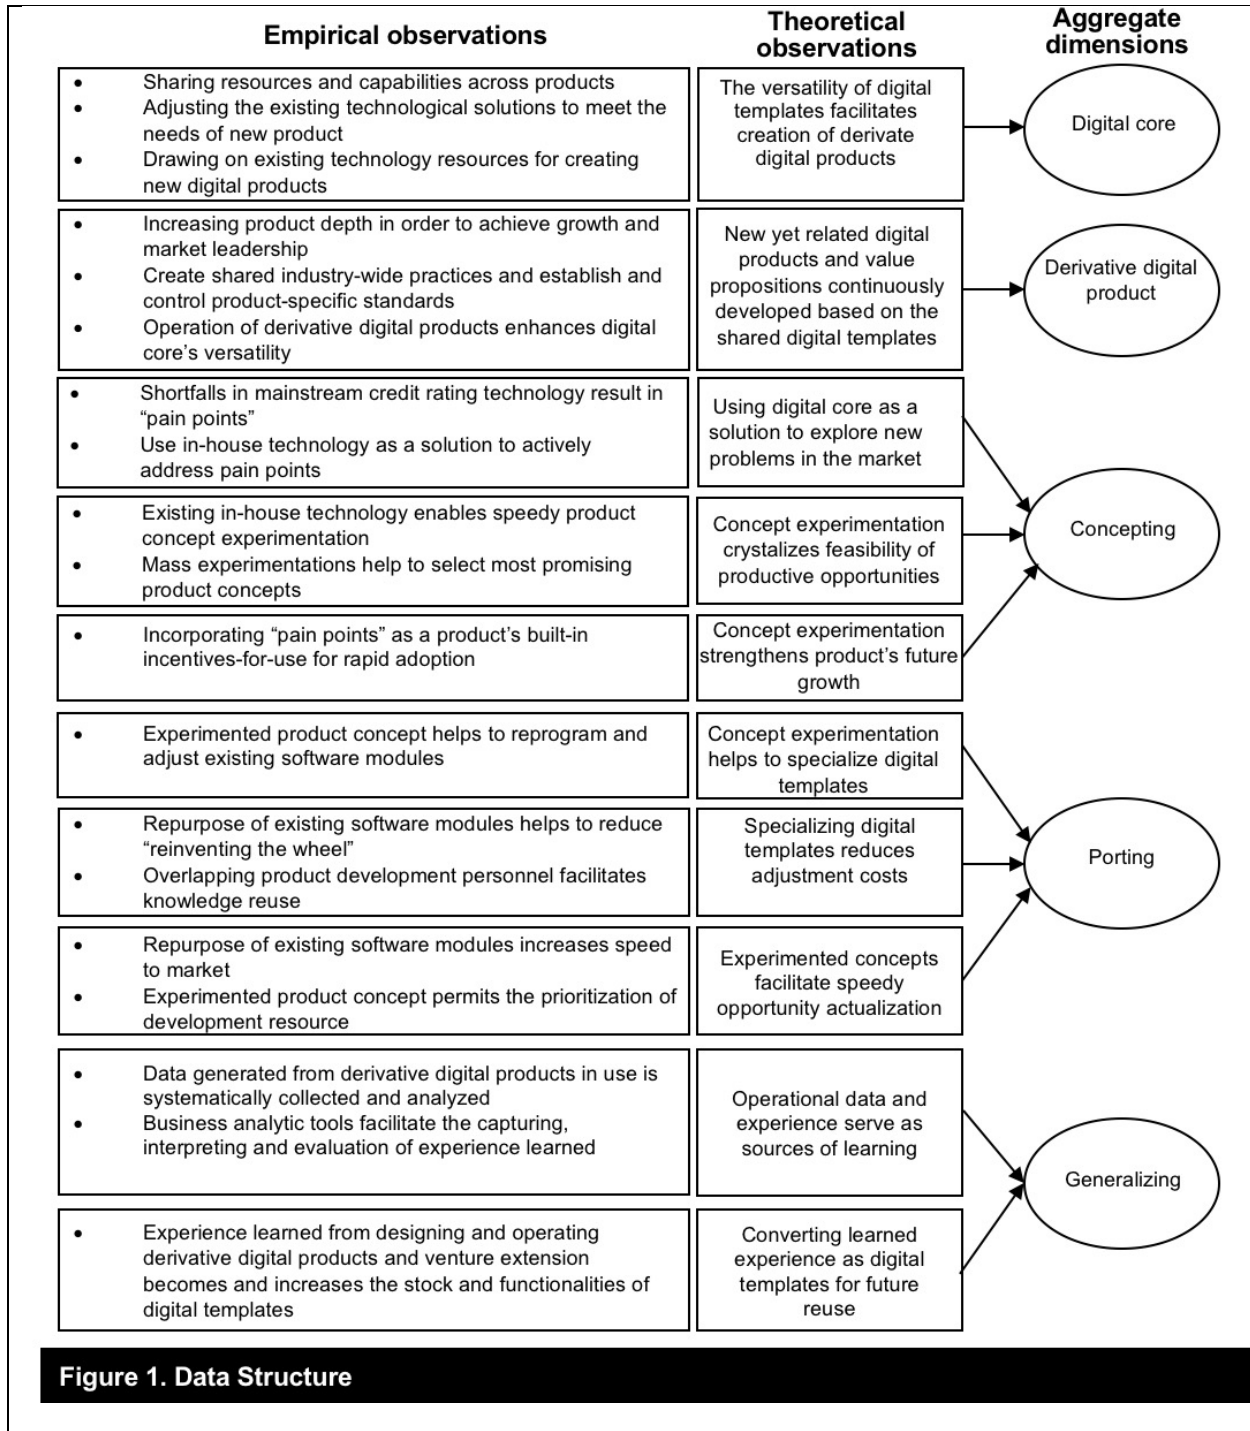 Empirical observations
Theoretical
observations
Aggregate
dimensions
• Sharing resources and capabilities across products
• Adjusting the existing technological solutions to meet the
needs of new product
• Drawing on existing technology resources for creating
new digital products
The versatility of digital
templates facilitates
creation of derivate
digital products
Digital core
• Increasing product depth in order to achieve growth and
market leadership
• Create shared industry-wide practices and establish and
control product-specific standards
• Operation of derivative digital products enhances digital
core’s versatility
New yet related digital
products and value
propositions continuously
developed based on the
shared digital templates
Derivative digital
product
• Shortfalls in mainstream credit rating technology result in
“pain points”
• Use in-house technology as a solution to actively
address pain points
Using digital core as a
solution to explore new
problems in the market
• Existing in-house technology enables speedy product
concept experimentation
• Mass experimentations help to select most promising
product concepts
Concept experimentation
crystalizes feasibility of
productive opportunities
Concepting
• Incorporating “pain points” as a product’s built-in
incentives-for-use for rapid adoption
Concept experimentation
strengthens product’s future
growth
• Experimented product concept helps to reprogram and
adjust existing software modules
Concept experimentation
helps to specialize digital
templates
• Repurpose of existing software modules helps to reduce
“reinventing the wheel”
• Overlapping product development personnel facilitates
knowledge reuse
Specializing digital
templates reduces
adjustment costs
Porting
• Repurpose of existing software modules increases speed
to market
• Experimented product concept permits the prioritization of
development resource
Experimented concepts
facilitate speedy
opportunity actualization
• Data generated from derivative digital products in use is
systematically collected and analyzed
• Business analytic tools facilitate the capturing,
interpreting and evaluation of experience learned
Operational data and
experience serve as
sources of learning
Generalizing
• Experience learned from designing and operating
derivative digital products and venture extension
becomes and increases the stock and functionalities of
digital templates
Converting learned
experience as digital
templates for future
reuse
Figure 1. Data Structure